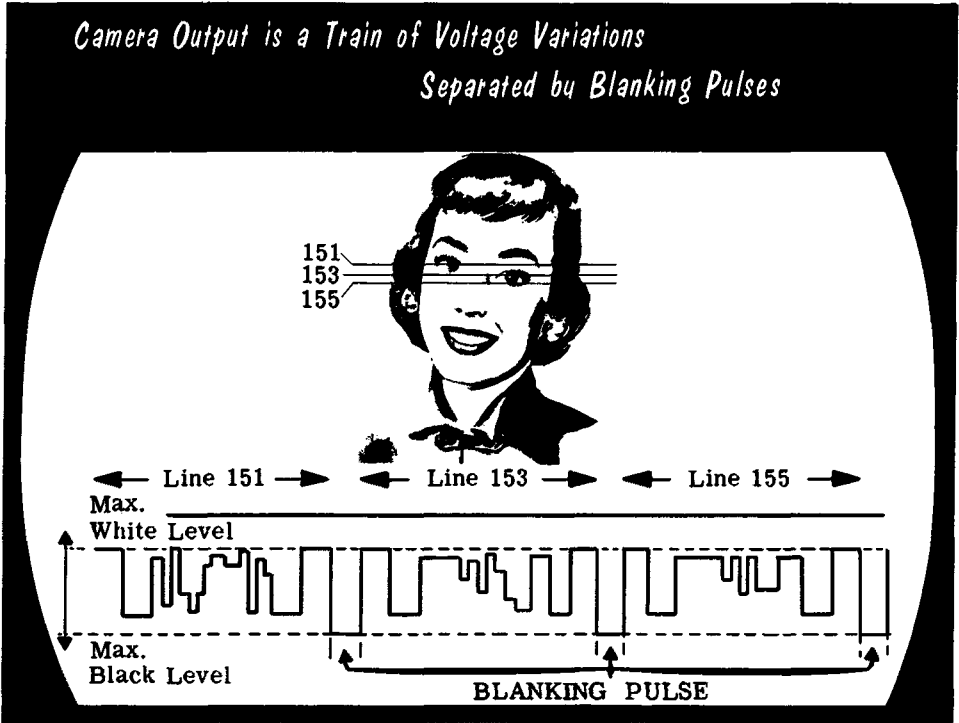 Camera Output is a Train of Voltage Variations
Separated by Blanking Pulses
151
153
155
Line 151 Line 153 Line 155
Max.
White Level
Max.
Black Level
BLANKING PULSE